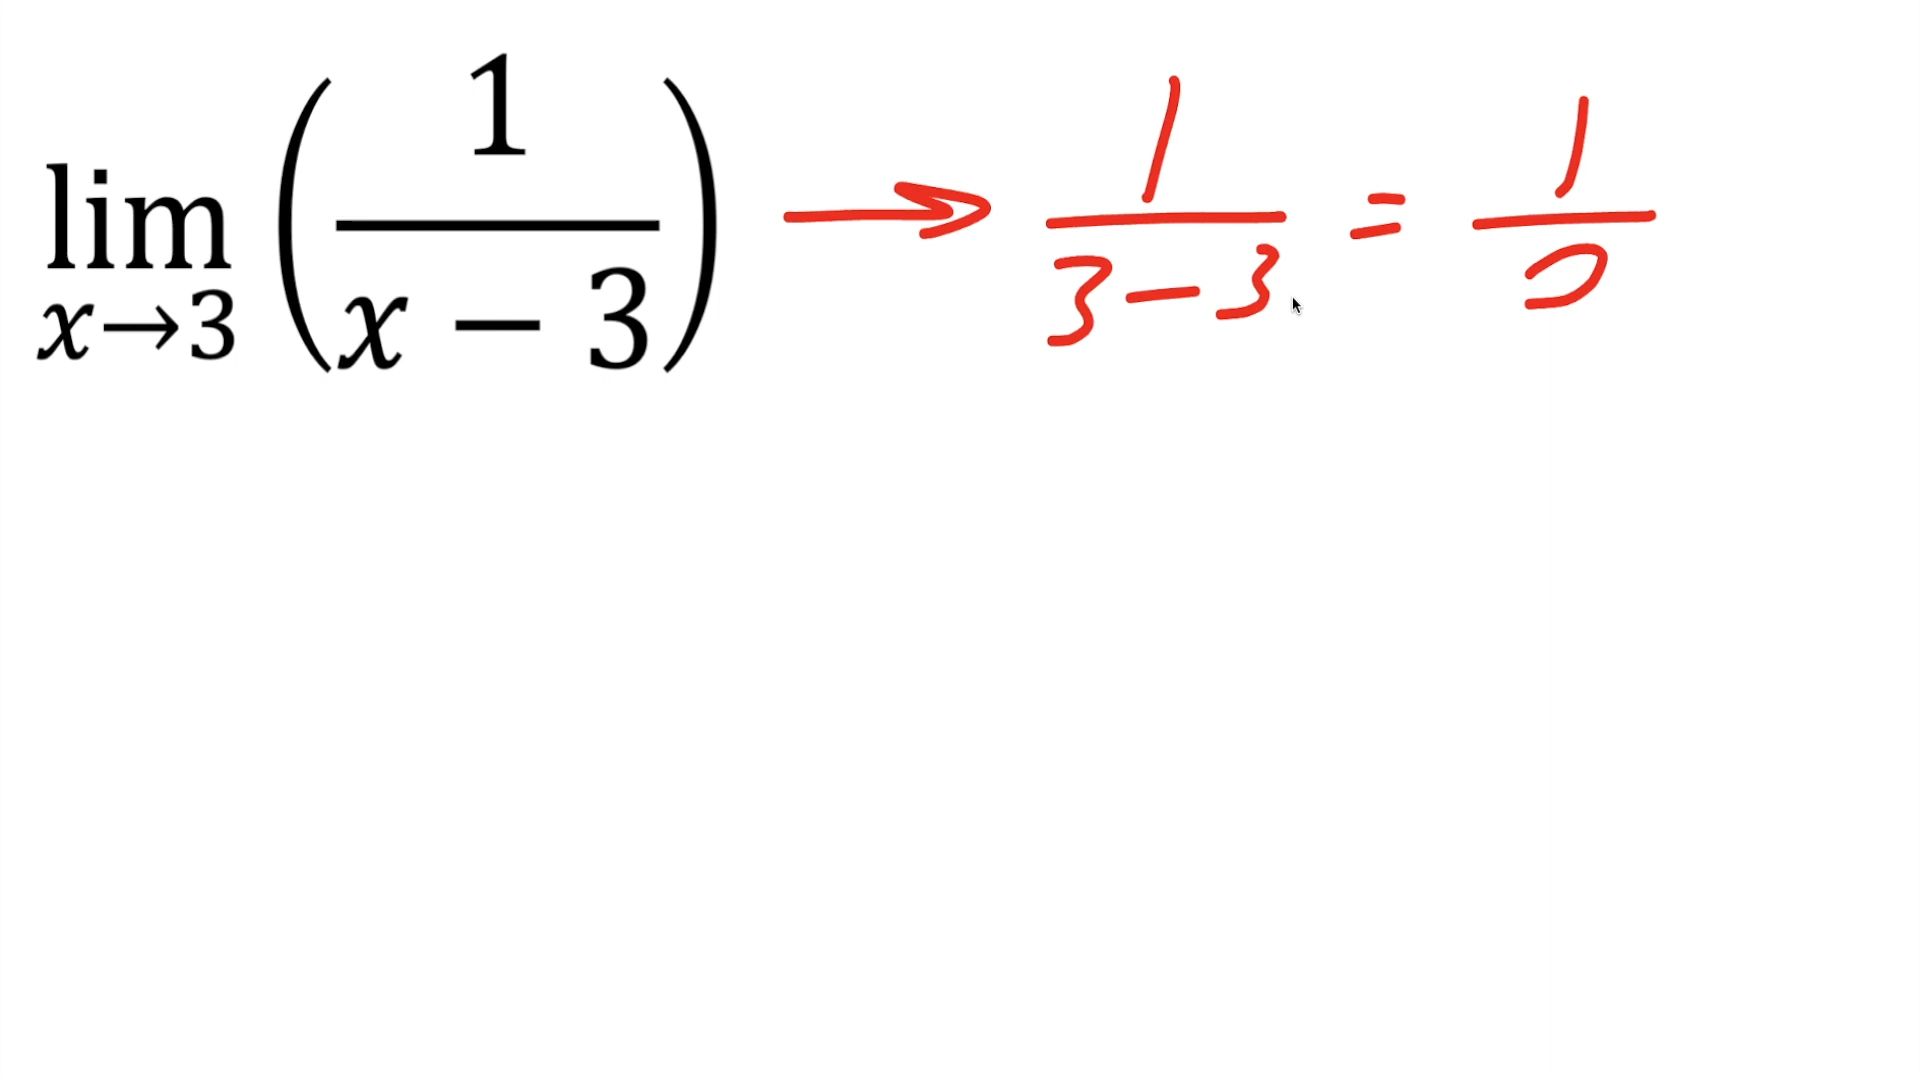 lim x→3 (1/(x − 3)) → 1/(3 − 3) = 1/0